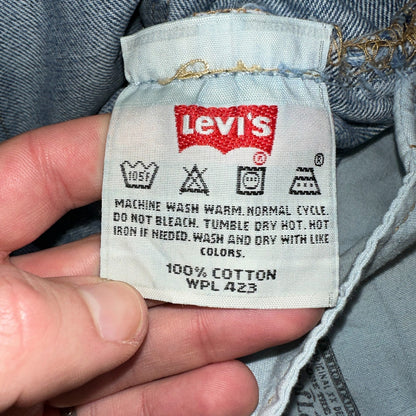 Levi's
®
®
105F
MACHINE WASH WARM. NORMAL CYCLE.
DO NOT BLEACH. TUMBLE DRY HOT. HOT
IRON IF NEEDED. WASH AND DRY WITH LIKE
COLORS.
100% COTTON
WPL 423